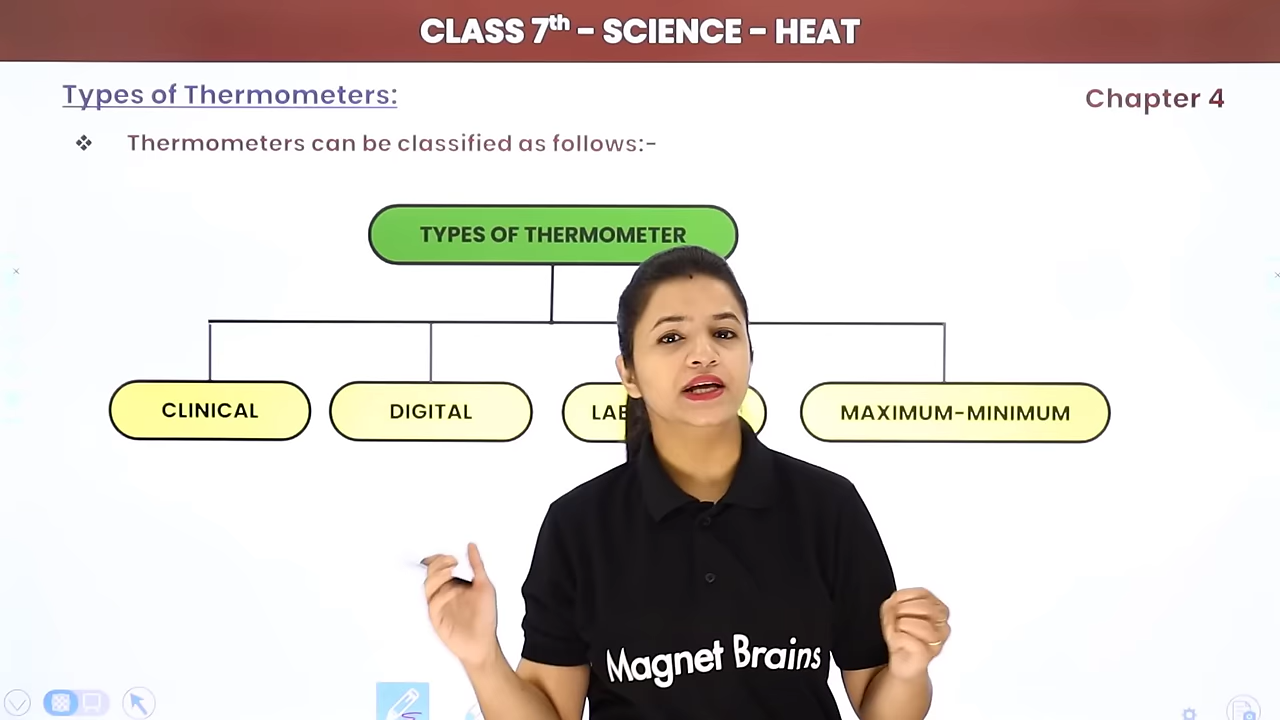 CLASS 7th - SCIENCE - HEAT
Types of Thermometers:
Chapter 4
❖ Thermometers can be classified as follows:-
TYPES OF THERMOMETER
CLINICAL
DIGITAL
MAXIMUM-MINIMUM
Magnet Brains